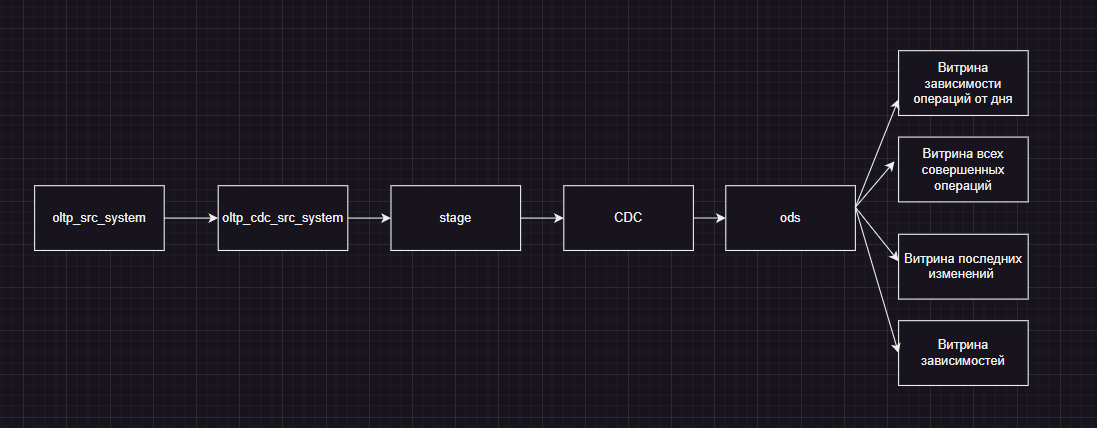 oltp_src_system
oltp_cdc_src_system
stage
CDC
ods
Витрина
зависимости
операций от дня
Витрина всех
совершенных
операций
Витрина последних
изменений
Витрина
зависимостей